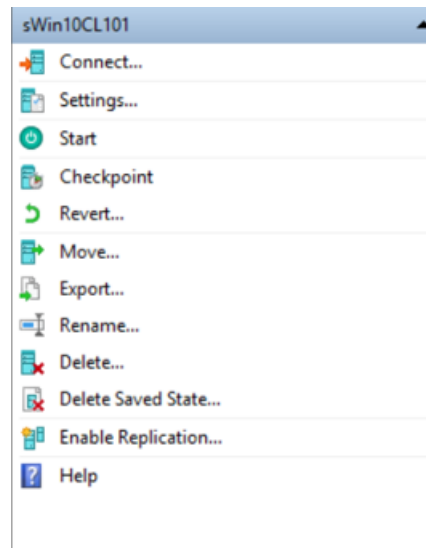 sWin10CL101
Connect...
Settings...
Start
Checkpoint
Revert...
Move...
Export...
Rename...
Delete...
Delete Saved State...
Enable Replication...
Help